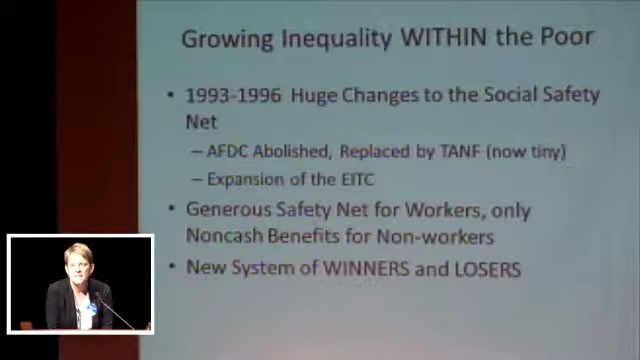 Growing Inequality WITHIN the Poor
• 1993-1996 Huge Changes to the Social Safety
Net
– AFDC Abolished, Replaced by TANF (now tiny)
– Expansion of the EITC
• Generous Safety Net for Workers, only
Noncash Benefits for Non-workers
• New System of WINNERS and LOSERS